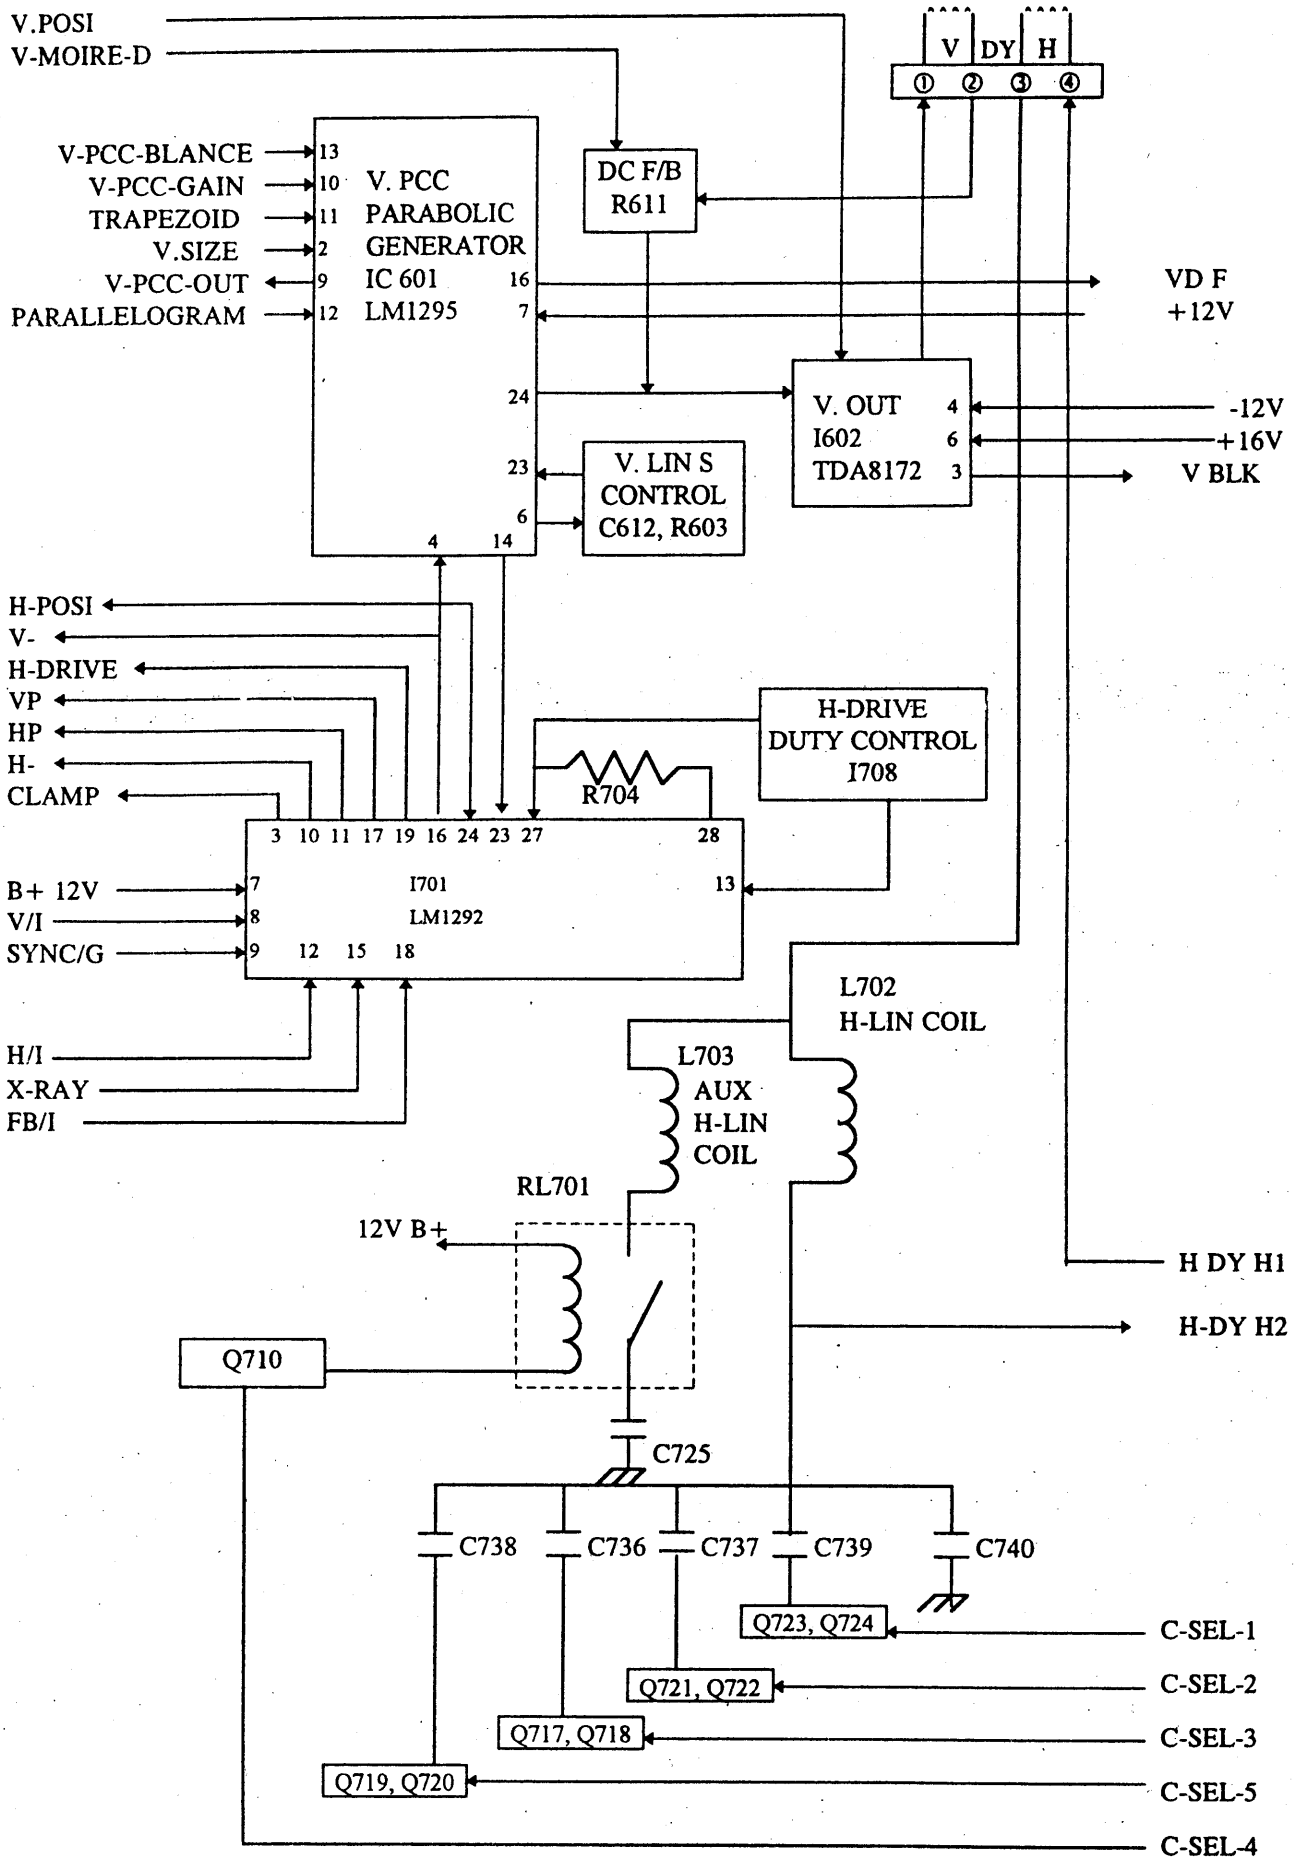 V.POSI
V-MOIRE-D
V DY H
① ② ③ ④
V-PCC-BLANCE
V-PCC-GAIN
TRAPEZOID
V.SIZE
V-PCC-OUT
PARALLELOGRAM
13
10
11
2
9
12
V. PCC
PARABOLIC
GENERATOR
IC 601
LM1295
16
7
24
23
6
4
14
DC F/B
R611
VD F
+12V
V. OUT
I602
TDA8172
4
6
3
-12V
+16V
V BLK
V. LIN S
CONTROL
C612, R603
H-POSI
V-
H-DRIVE
VP
HP
H-
CLAMP
H-DRIVE
DUTY CONTROL
I708
R704
3 10 11 17 19 16 24 23 27 28
B+ 12V
V/I
SYNC/G
7
8
9
I701
LM1292
13
12 15 18
H/I
X-RAY
FB/I
L702
H-LIN COIL
L703
AUX
H-LIN
COIL
RL701
12V B+
Q710
H DY H1
H-DY H2
C725
C738
C736
C737
C739
C740
Q723, Q724
C-SEL-1
Q721, Q722
C-SEL-2
Q717, Q718
C-SEL-3
Q719, Q720
C-SEL-5
C-SEL-4